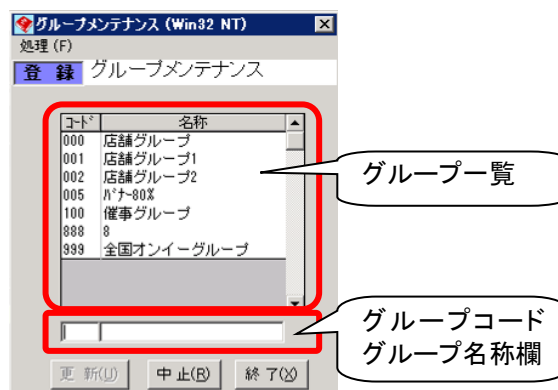 グループメンテナンス (Win32 NT)
処理(F)
登 録 グループメンテナンス
ｺｰﾄﾞ 名称
000 店舗グループ
001 店舗グループ1
002 店舗グループ2
005 ﾊﾞﾅｰ80%
100 催事グループ
888 8
999 全国オンイーグループ
グループ一覧
グループコード
グループ名称欄
更 新(U) 中 止(R) 終 了(X)